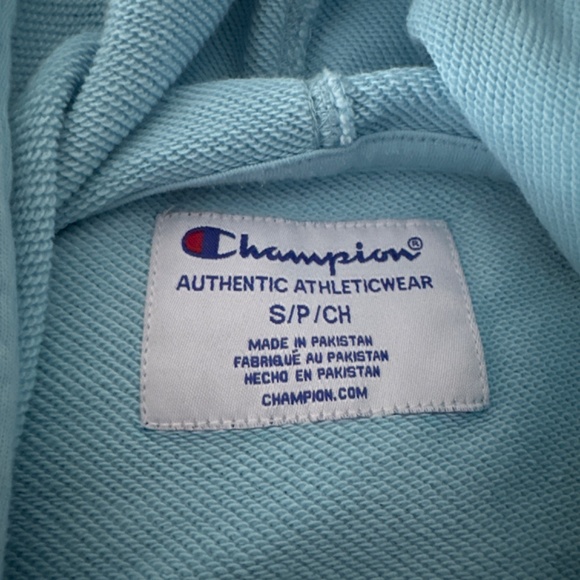 Champion®
AUTHENTIC ATHLETICWEAR
S/P/CH
MADE IN PAKISTAN
FABRIQUÉ AU PAKISTAN
HECHO EN PAKISTAN
CHAMPION.COM